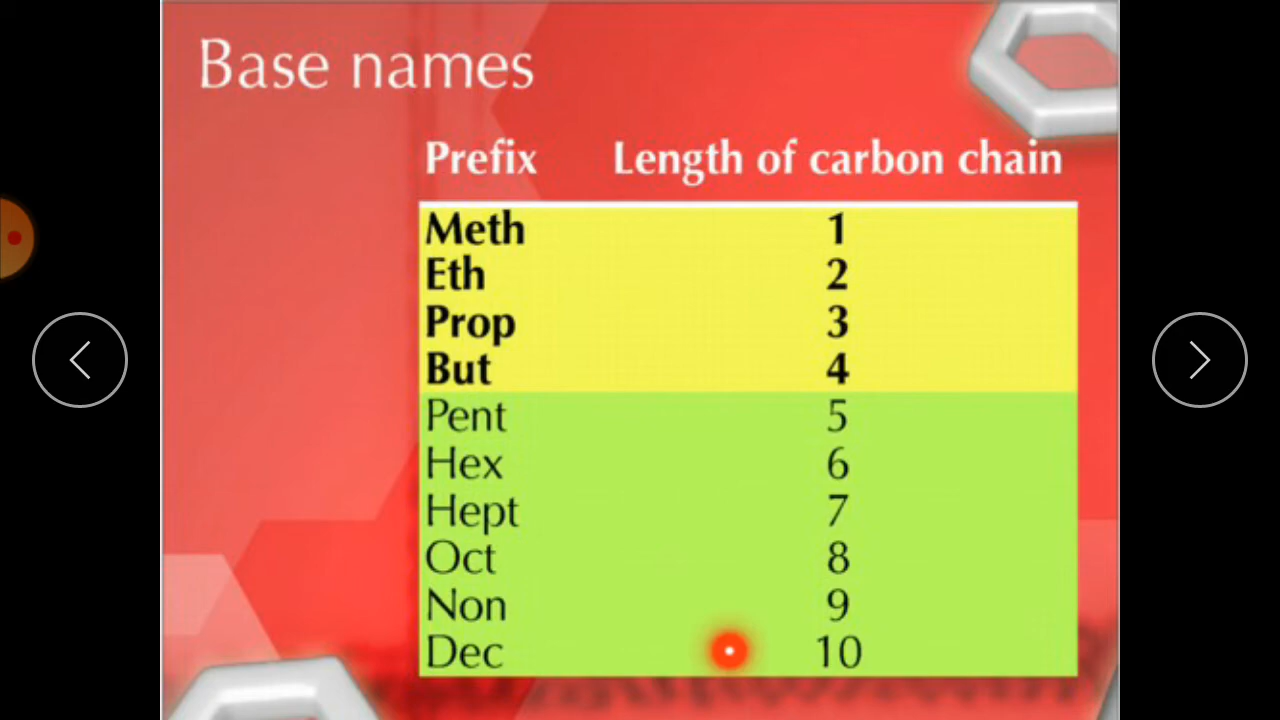 Base names
Prefix Length of carbon chain
Meth 1
Eth 2
Prop 3
But 4
Pent 5
Hex 6
Hept 7
Oct 8
Non 9
Dec 10